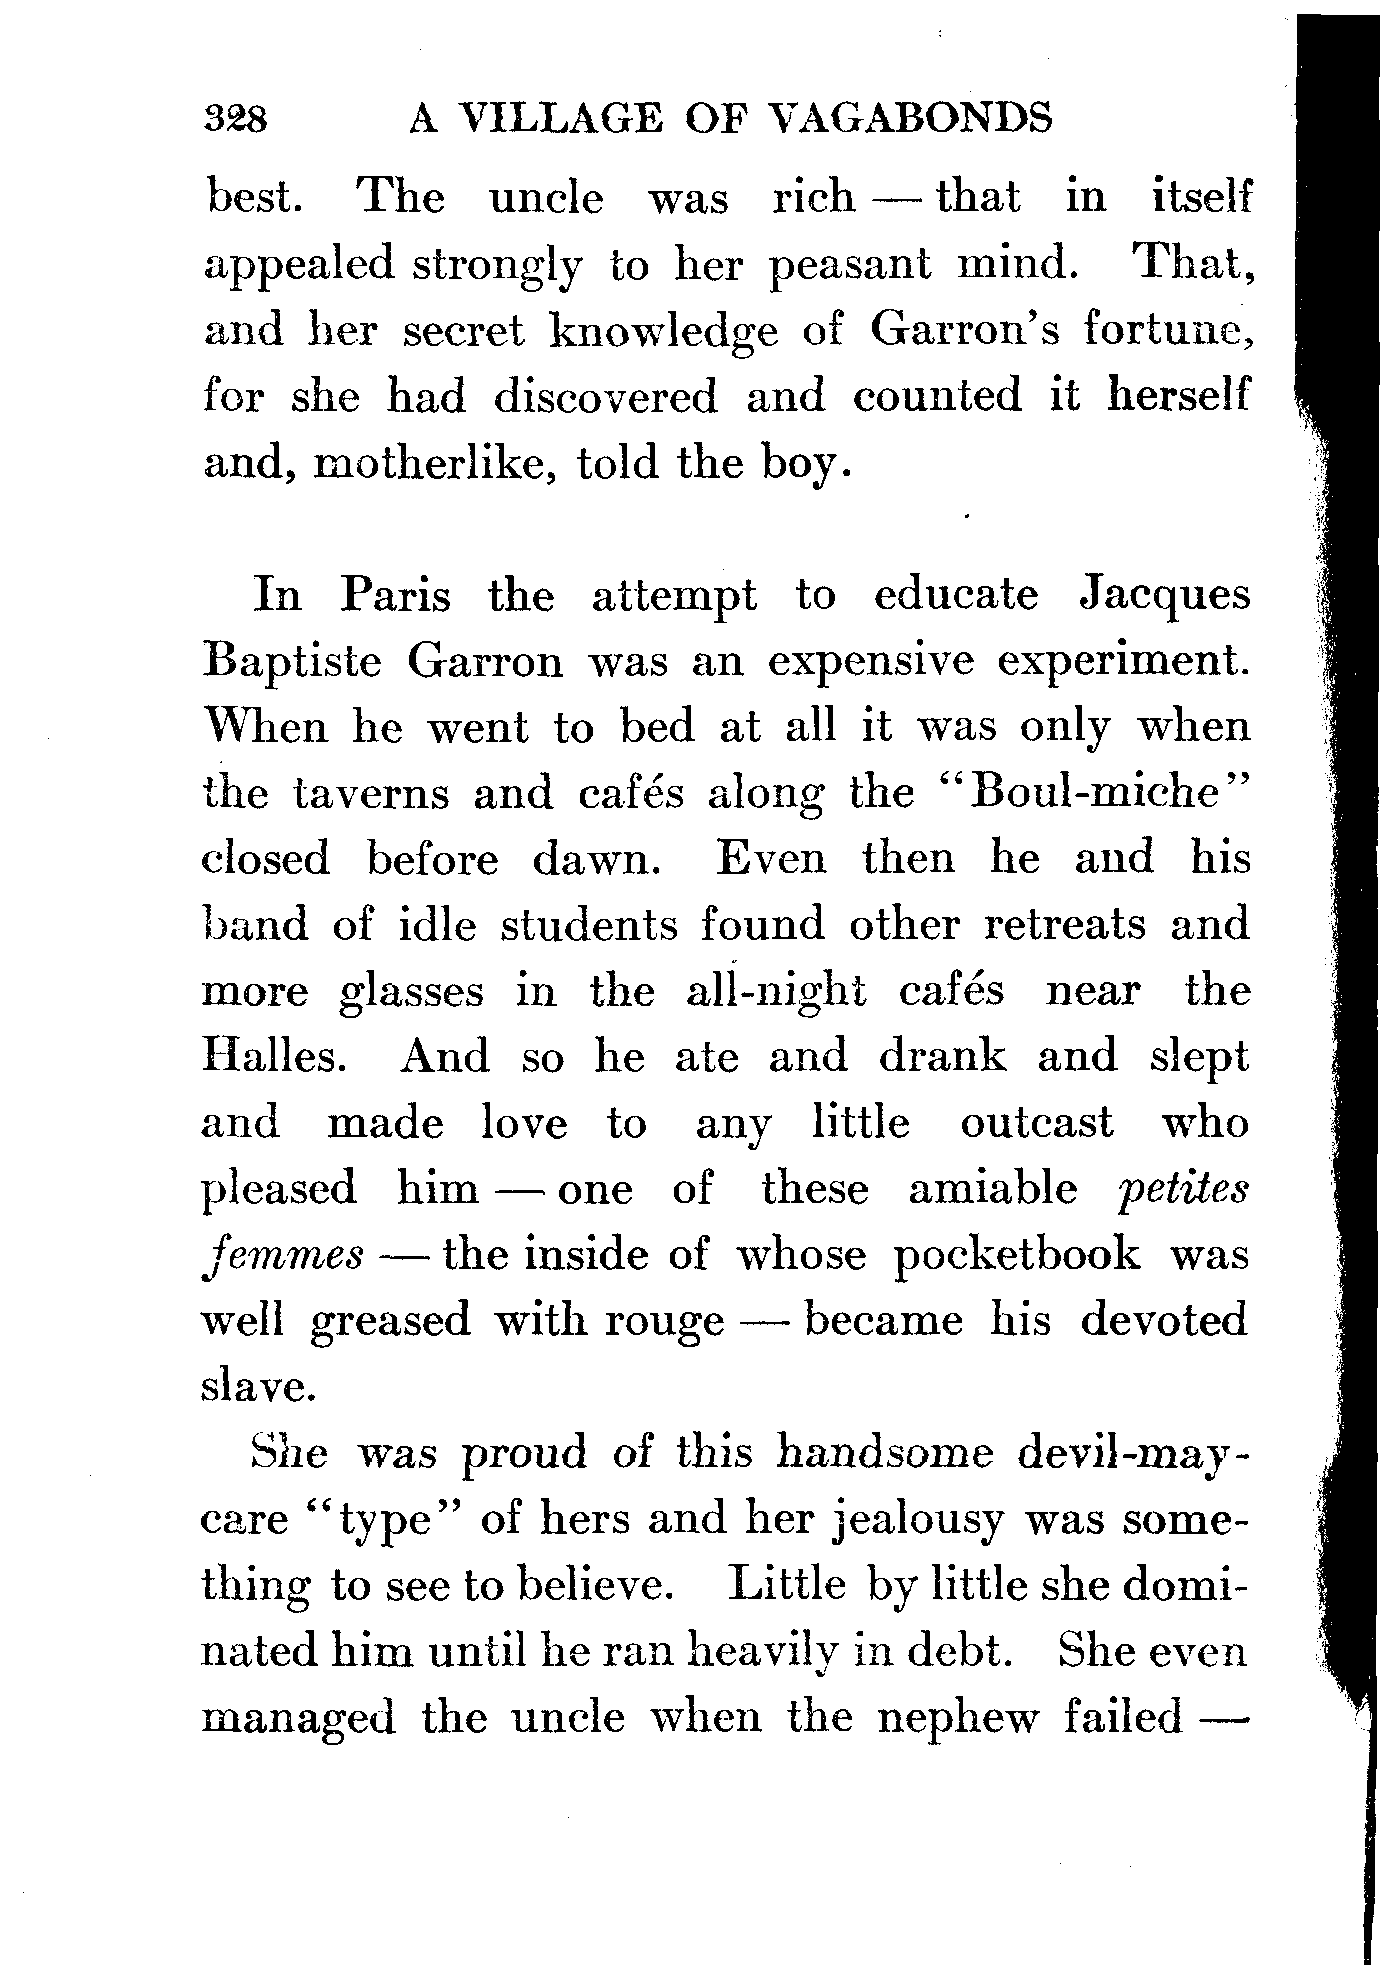 328 A VILLAGE OF VAGABONDS
best. The uncle was rich — that in itself
appealed strongly to her peasant mind. That,
and her secret knowledge of Garron's fortune,
for she had discovered and counted it herself
and, motherlike, told the boy.
In Paris the attempt to educate Jacques
Baptiste Garron was an expensive experiment.
When he went to bed at all it was only when
the taverns and cafés along the "Boul-miche"
closed before dawn. Even then he and his
band of idle students found other retreats and
more glasses in the all-night cafés near the
Halles. And so he ate and drank and slept
and made love to any little outcast who
pleased him — one of these amiable petites
femmes — the inside of whose pocketbook was
well greased with rouge — became his devoted
slave.
She was proud of this handsome devil-may-
care "type" of hers and her jealousy was some-
thing to see to believe. Little by little she domi-
nated him until he ran heavily in debt. She even
managed the uncle when the nephew failed —